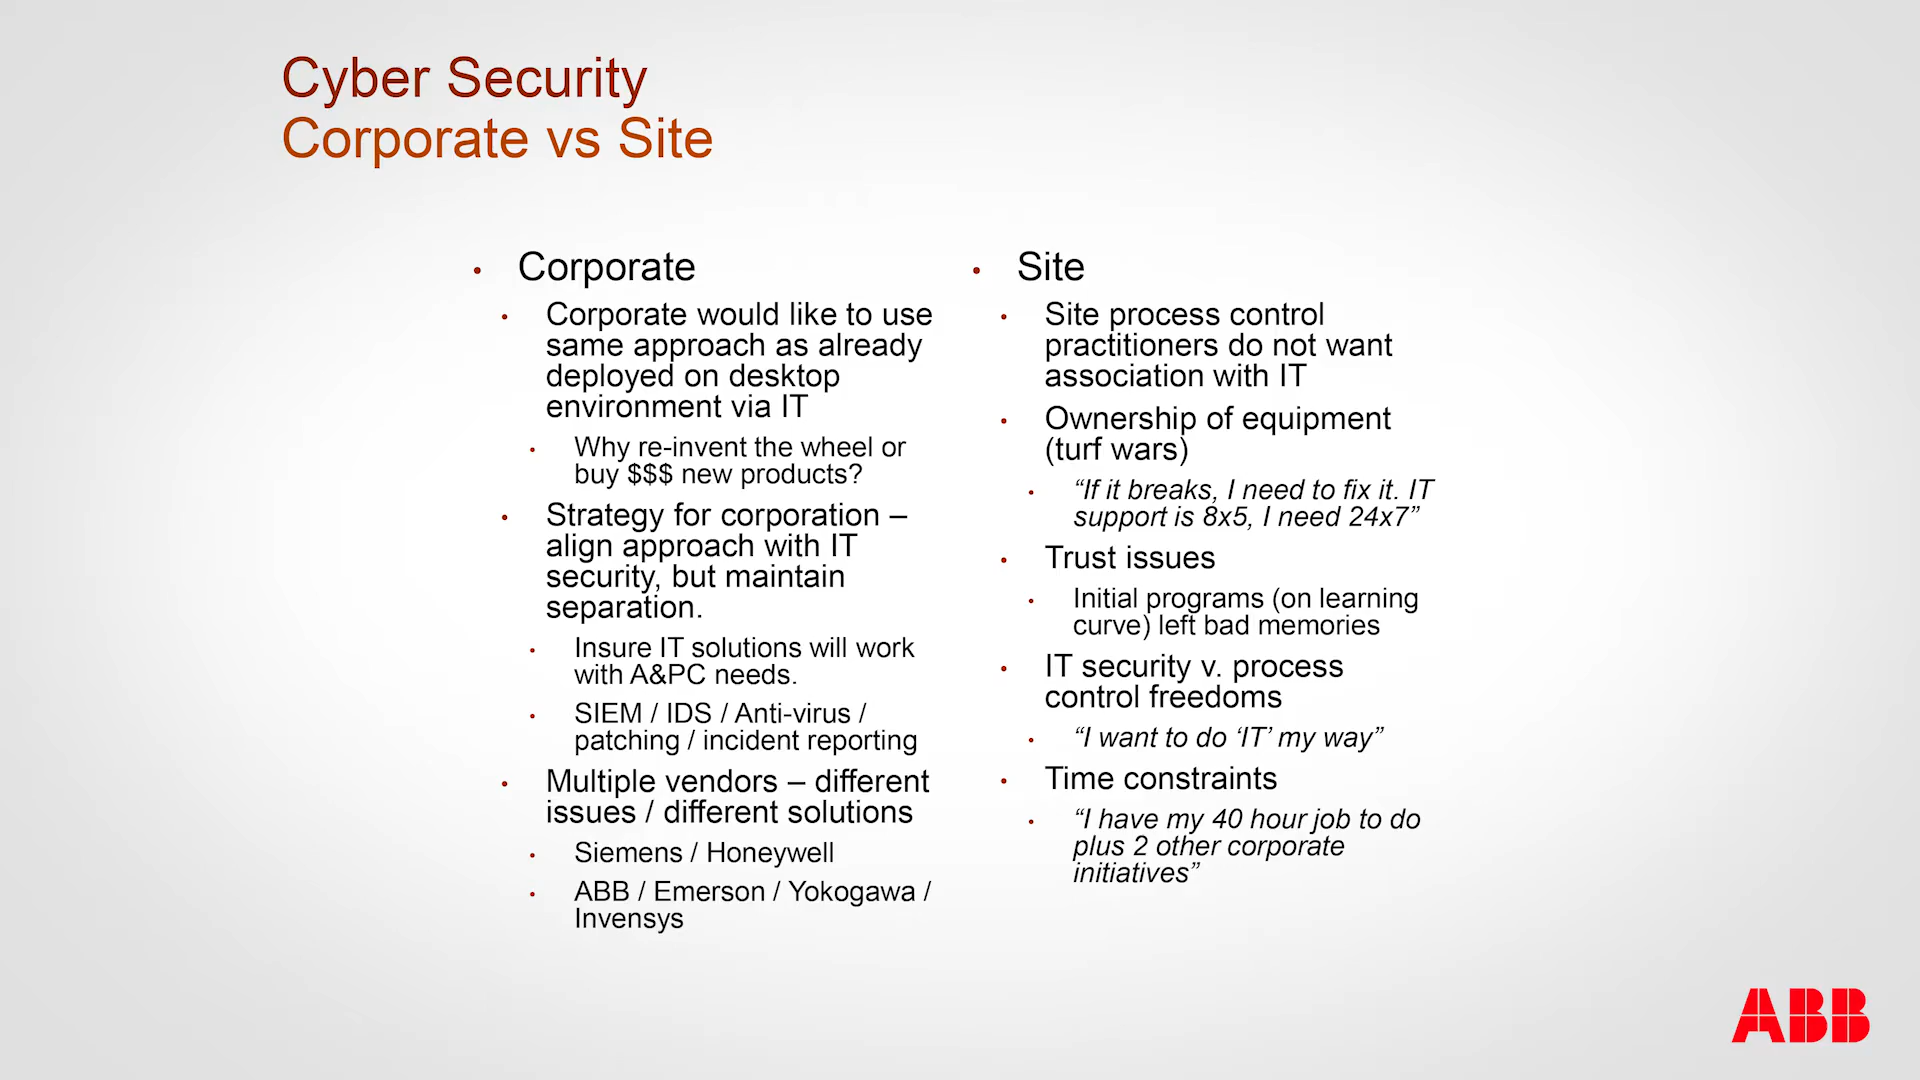 Cyber Security
Corporate vs Site
• Corporate
• Corporate would like to use
same approach as already
deployed on desktop
environment via IT
• Why re-invent the wheel or
buy $$$ new products?
• Strategy for corporation –
align approach with IT
security, but maintain
separation.
• Insure IT solutions will work
with A&PC needs.
• SIEM / IDS / Anti-virus /
patching / incident reporting
• Multiple vendors – different
issues / different solutions
• Siemens / Honeywell
• ABB / Emerson / Yokogawa /
Invensys
• Site
• Site process control
practitioners do not want
association with IT
• Ownership of equipment
(turf wars)
• “If it breaks, I need to fix it. IT
support is 8x5, I need 24x7”
• Trust issues
• Initial programs (on learning
curve) left bad memories
• IT security v. process
control freedoms
• “I want to do ‘IT’ my way”
• Time constraints
• “I have my 40 hour job to do
plus 2 other corporate
initiatives”
ABB